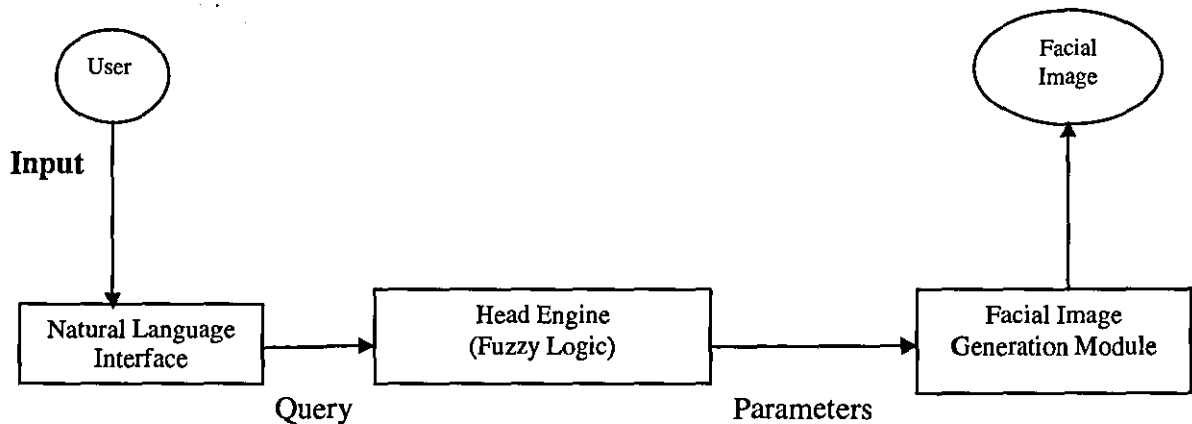 User
Facial
Image
Input
Natural Language
Interface
Head Engine
(Fuzzy Logic)
Facial Image
Generation Module
Query
Parameters